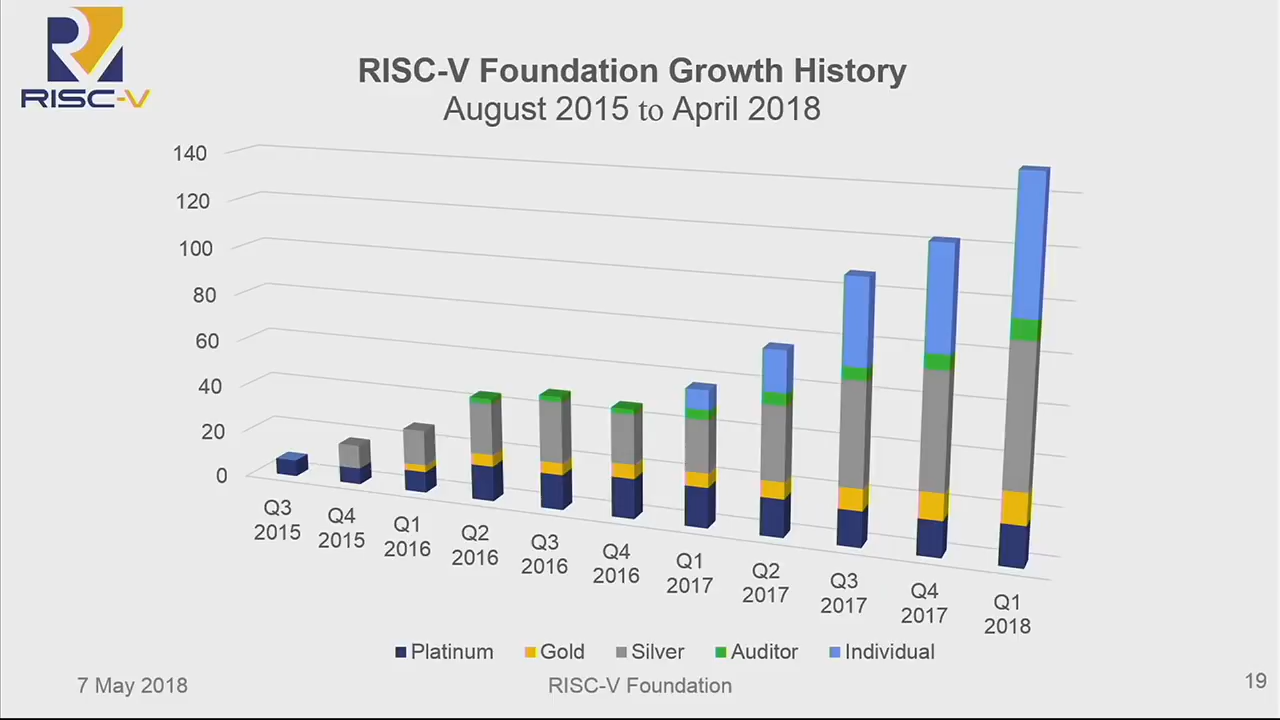 RISC-V
RISC-V Foundation Growth History
August 2015 to April 2018
140
120
100
80
60
40
20
0
Q3
2015
Q4
2015
Q1
2016
Q2
2016
Q3
2016
Q4
2016
Q1
2017
Q2
2017
Q3
2017
Q4
2017
Q1
2018
Platinum Gold Silver Auditor Individual
7 May 2018 RISC-V Foundation 19